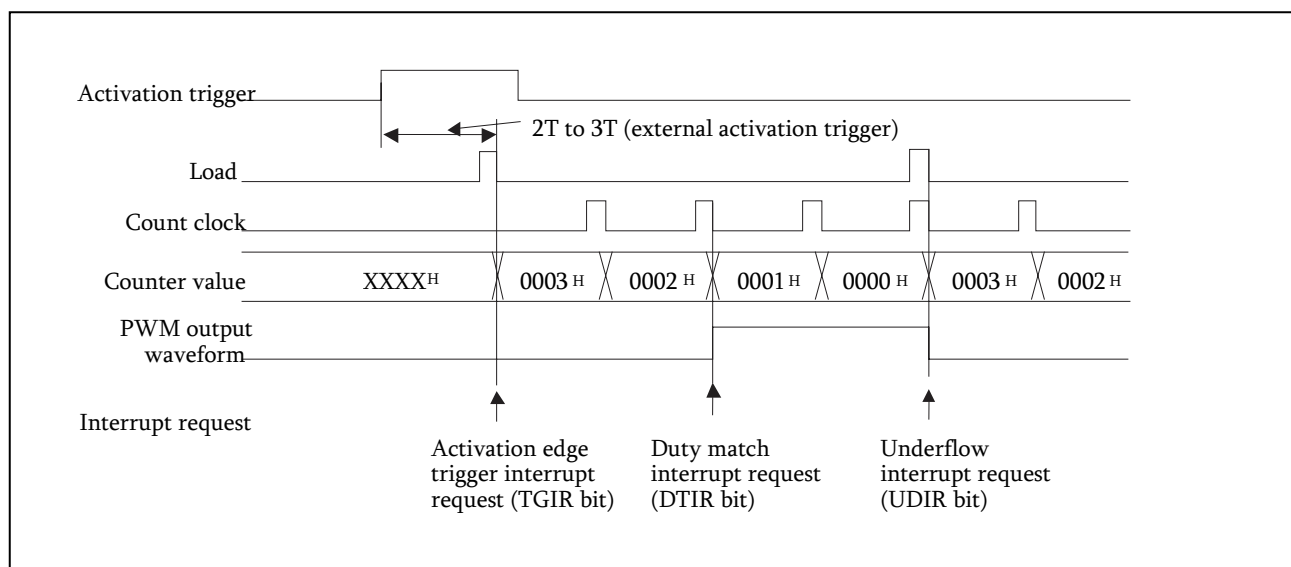 Activation trigger
2T to 3T (external activation trigger)
Load
Count clock
Counter value
XXXXH 0003 H 0002 H 0001 H 0000 H 0003 H 0002 H
PWM output
waveform
Interrupt request
Activation edge
trigger interrupt
request (TGIR bit)
Duty match
interrupt request
(DTIR bit)
Underflow
interrupt request
(UDIR bit)